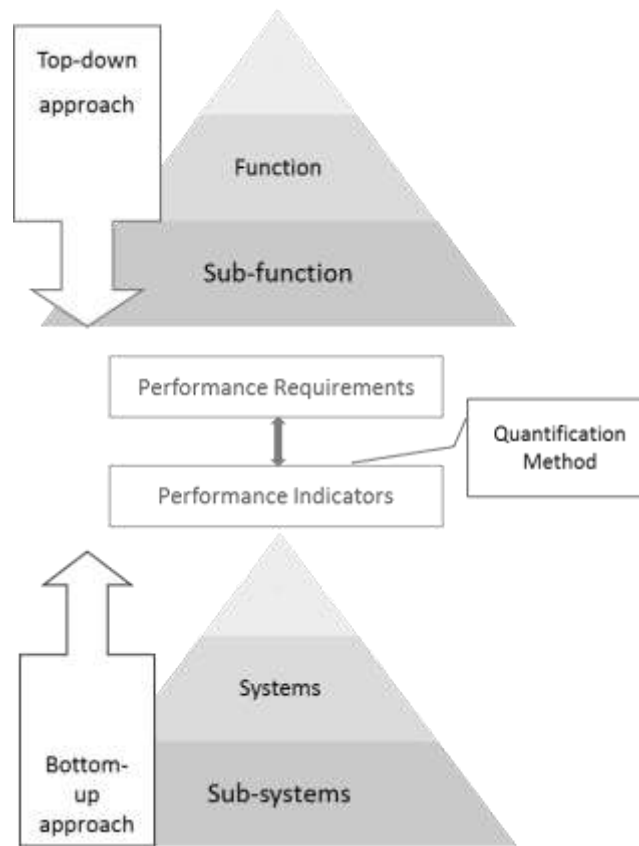 Top-down
approach
Function
Sub-function
Performance Requirements
Quantification
Method
Performance Indicators
Systems
Sub-systems
Bottom-
up
approach